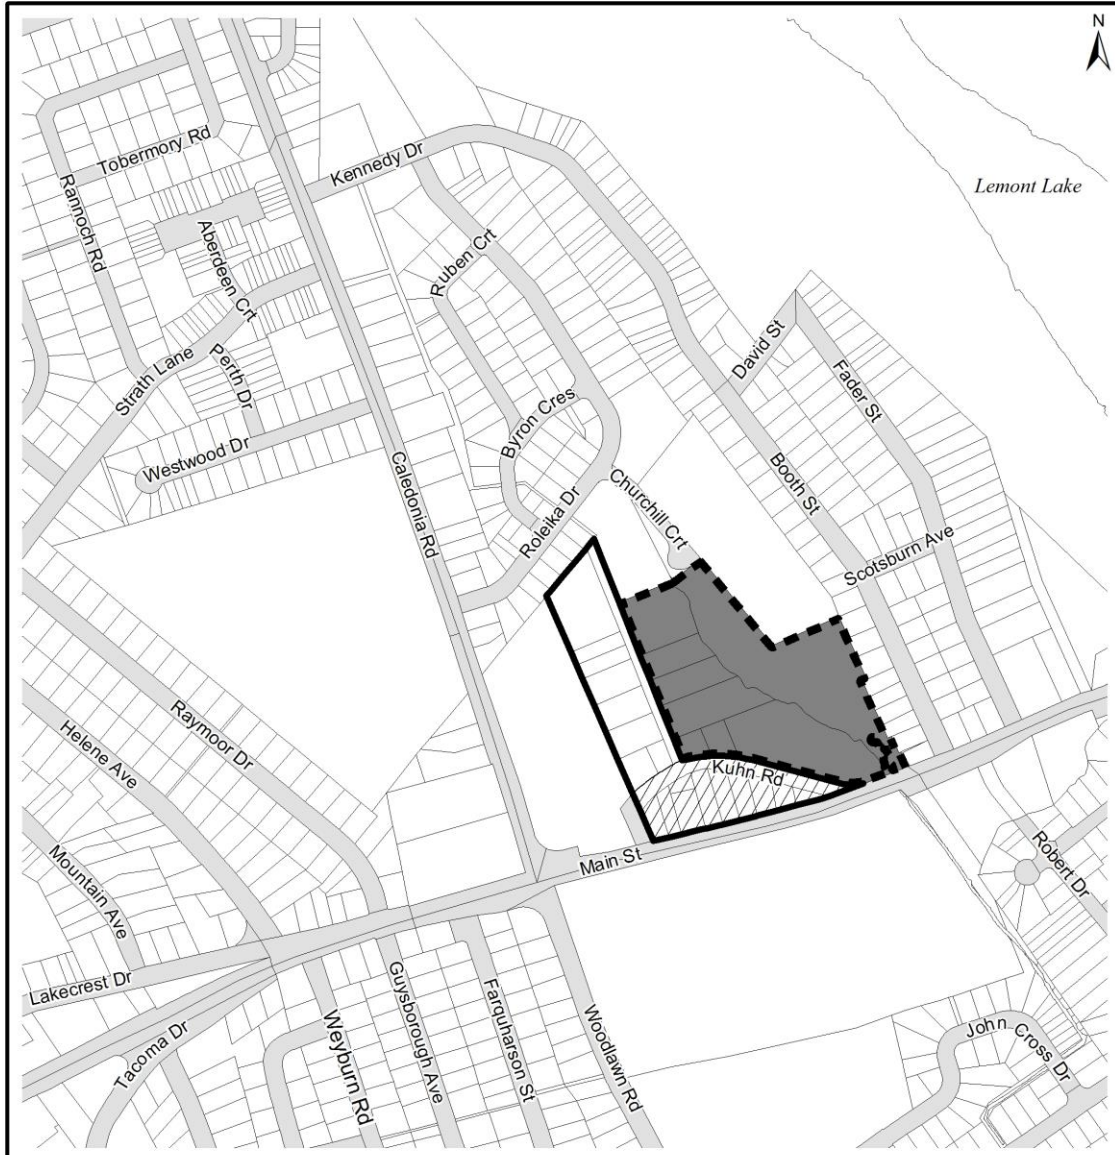 N
Tobermory Rd
Kennedy Dr
Lemont Lake
Rannoch Rd
Aberdeen Crt
Ruben Crt
David St
Strath Lane
Perth Dr
Fader St
Byron Cres
Westwood Dr
Caledonia Rd
Booth St
Churchill Crt
Roleika Dr
Scotsburn Ave
Raymoor Dr
Helene Ave
Kuhn Rd
Main St
Mountain Ave
Robert Dr
Lakecrest Dr
Guysborough Ave
Farquharson St
Woodlawn Rd
Weyburn Rd
Tacoma Dr
John Cross Dr